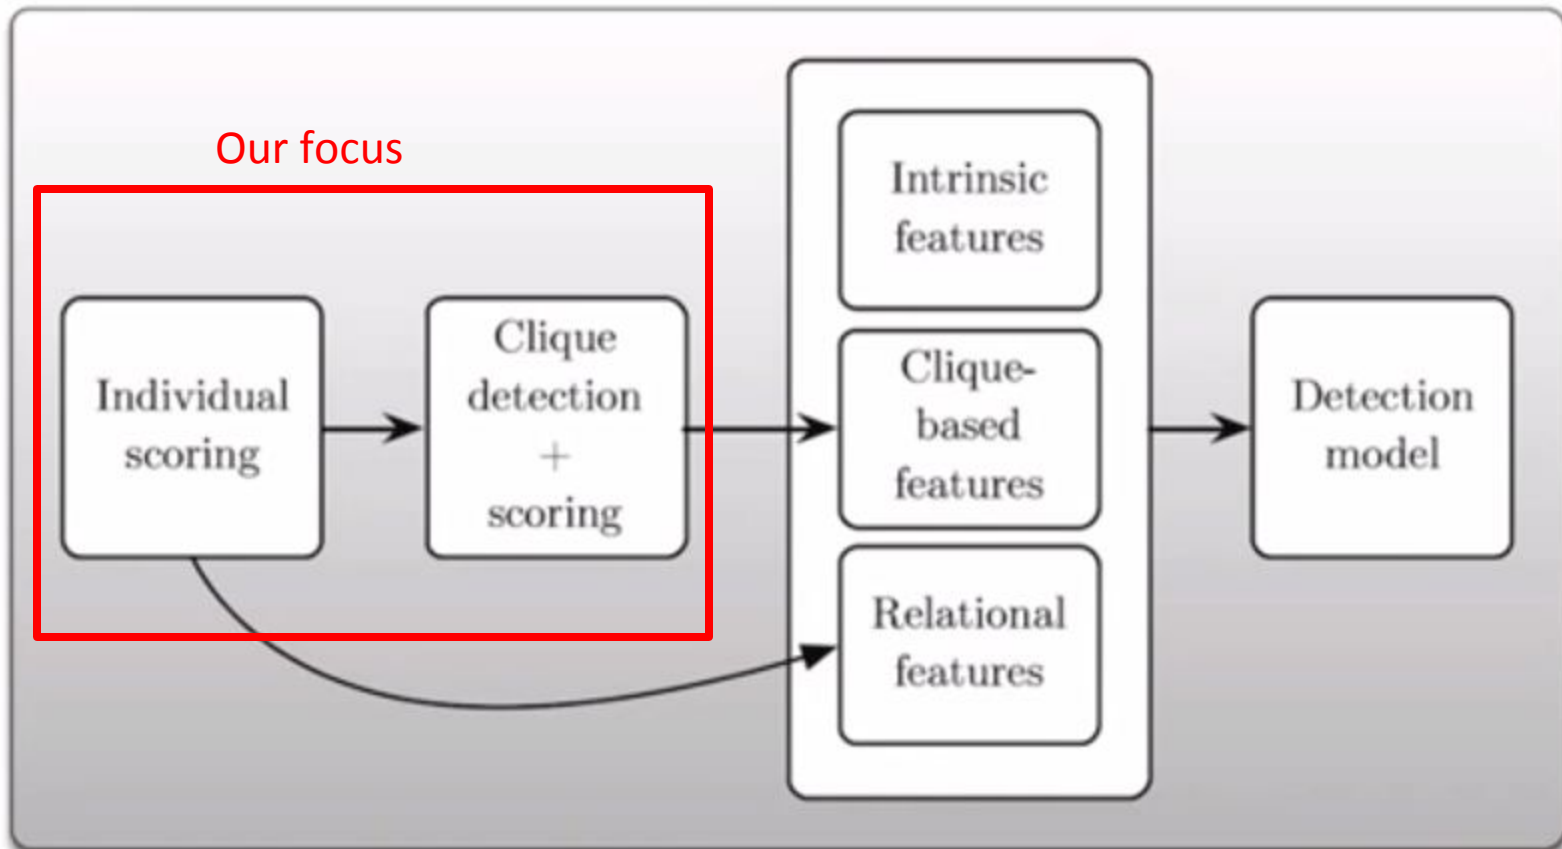 Our focus
Individual
scoring
Clique
detection
+
scoring
Intrinsic
features
Clique-
based
features
Relational
features
Detection
model